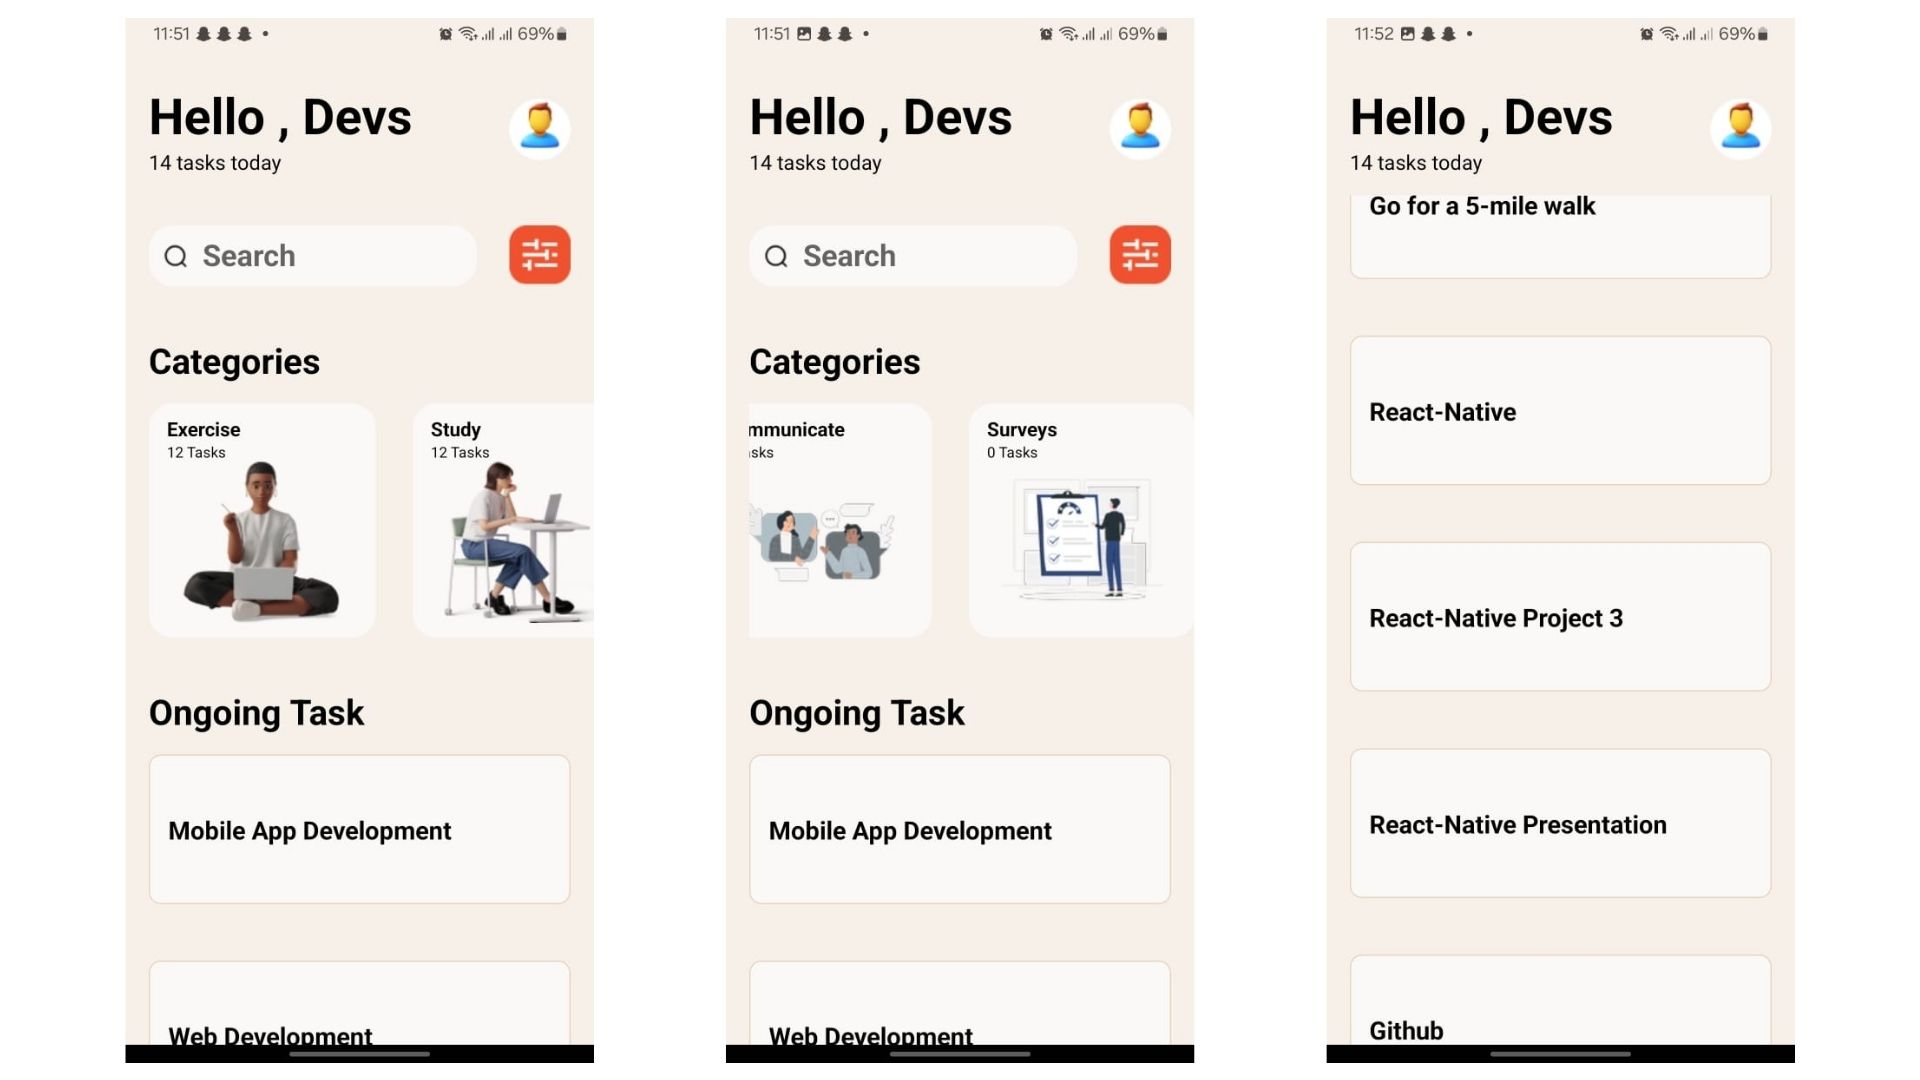 11:51
69%
Hello , Devs
14 tasks today
Search
Categories
Exercise
12 Tasks
Study
12 Tasks
Ongoing Task
Mobile App Development
Web Development
11:51
69%
Hello , Devs
14 tasks today
Search
Categories
mmunicate
sks
Surveys
0 Tasks
Ongoing Task
Mobile App Development
Web Development
11:52
69%
Hello , Devs
14 tasks today
Go for a 5-mile walk
React-Native
React-Native Project 3
React-Native Presentation
Github